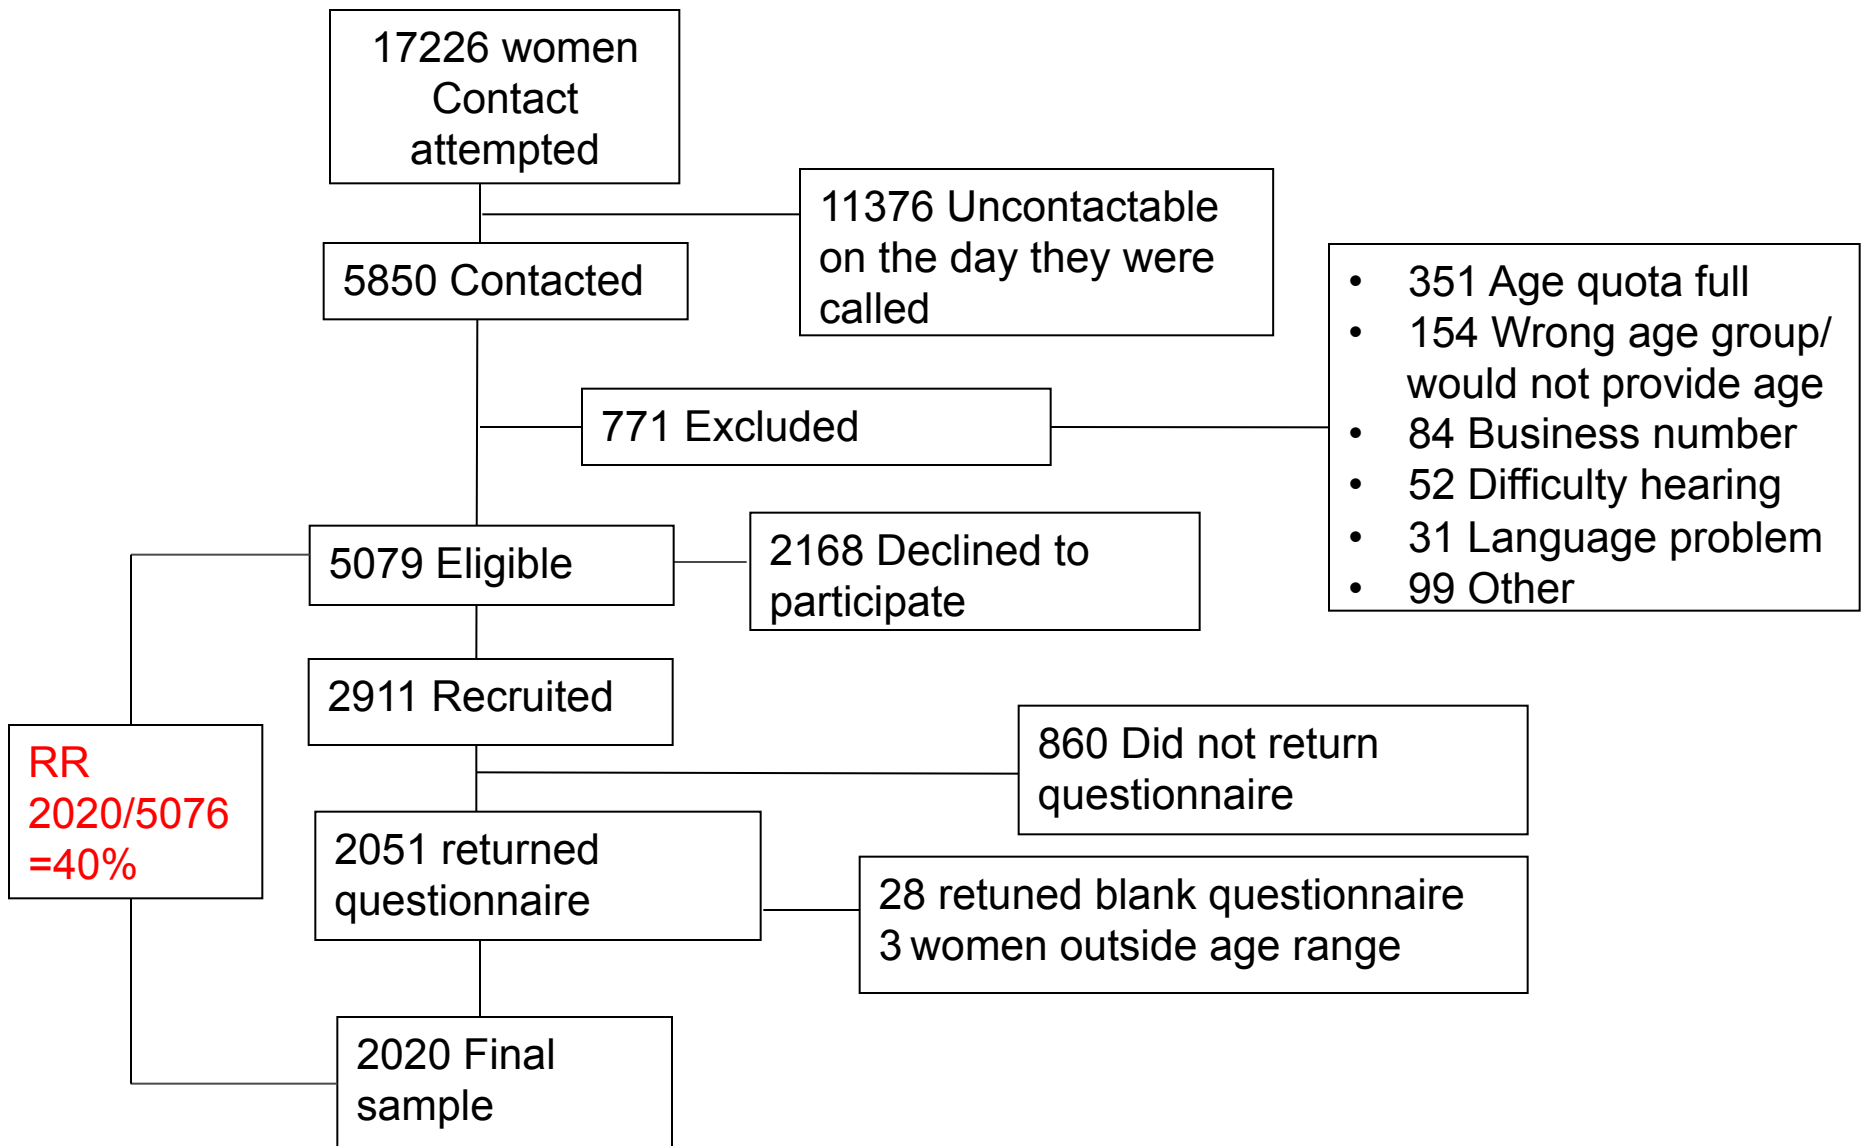 17226 women
Contact
attempted
11376 Uncontactable
on the day they were
called
5850 Contacted
• 351 Age quota full
• 154 Wrong age group/
would not provide age
• 84 Business number
• 52 Difficulty hearing
• 31 Language problem
• 99 Other
771 Excluded
5079 Eligible
2168 Declined to
participate
2911 Recruited
RR
2020/5076
=40%
860 Did not return
questionnaire
2051 returned
questionnaire
28 retuned blank questionnaire
3 women outside age range
2020 Final
sample